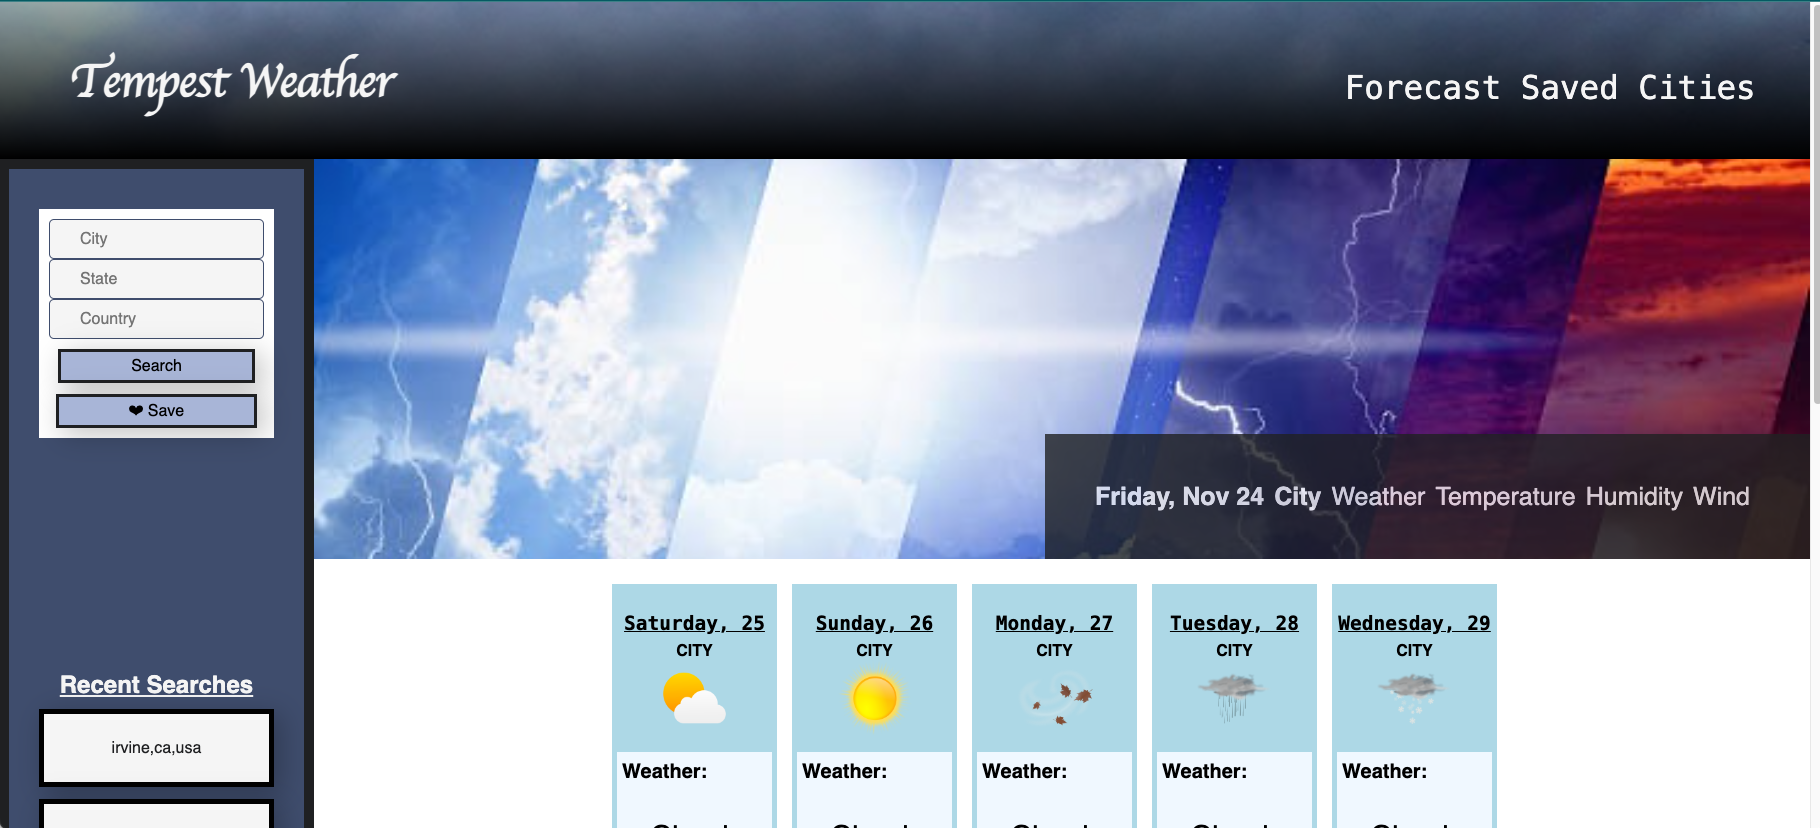 Tempest Weather
Forecast Saved Cities
City
State
Country
Search
❤ Save
Friday, Nov 24 City Weather Temperature Humidity Wind
Recent Searches
irvine,ca,usa
Saturday, 25
CITY
Weather:
Sunday, 26
CITY
Weather:
Monday, 27
CITY
Weather:
Tuesday, 28
CITY
Weather:
Wednesday, 29
CITY
Weather: